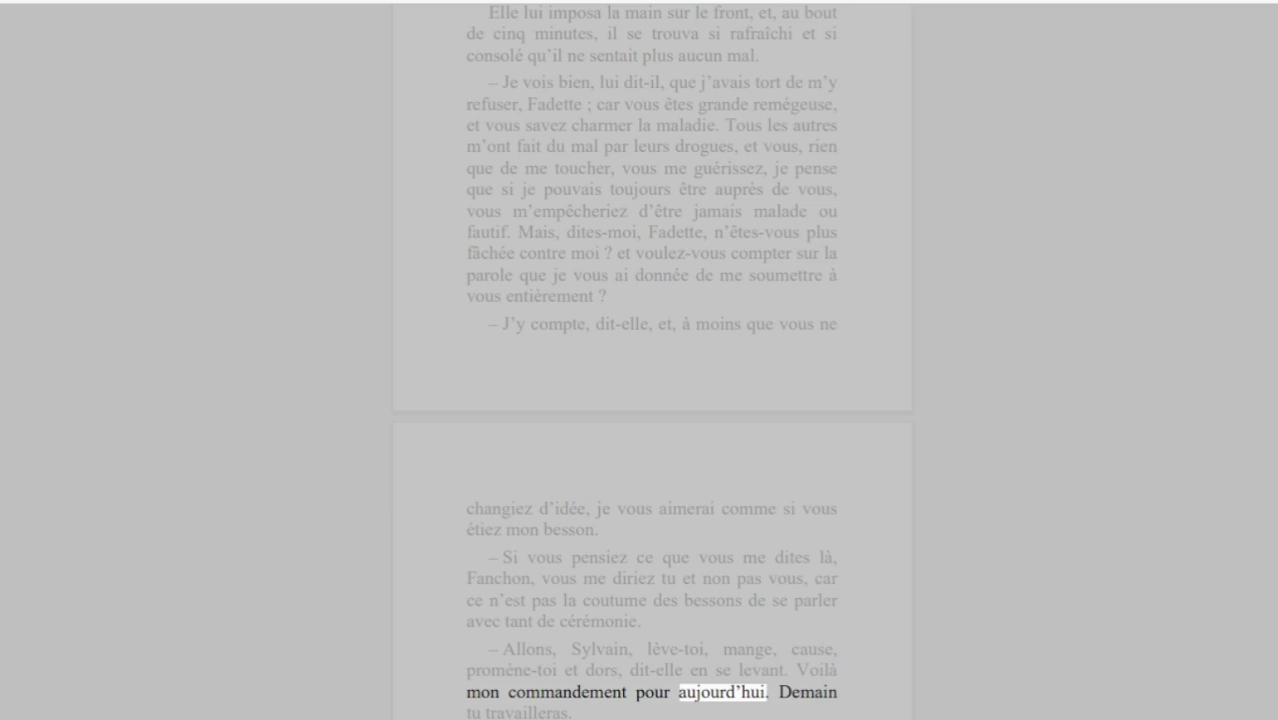 Elle lui imposa la main sur le front, et, au bout
de cinq minutes, il se trouva si rafraîchi et si
consolé qu’il ne sentait plus aucun mal.
– Je vois bien, lui dit-il, que j’avais tort de m’y
refuser, Fadette ; car vous êtes grande remégeuse,
et vous savez charmer la maladie. Tous les autres
m’ont fait du mal par leurs drogues, et vous, rien
que de me toucher, vous me guérissez, je pense
que si je pouvais toujours être auprès de vous,
vous m’empêcheriez d’être jamais malade ou
fautif. Mais, dites-moi, Fadette, n’êtes-vous plus
fâchée contre moi ? et voulez-vous compter sur la
parole que je vous ai donnée de me soumettre à
vous entièrement ?
– J’y compte, dit-elle, et, à moins que vous ne
changiez d’idée, je vous aimerai comme si vous
étiez mon besson.
– Si vous pensiez ce que vous me dites là,
Fanchon, vous me diriez tu et non pas vous, car
ce n’est pas la coutume des bessons de se parler
avec tant de cérémonie.
– Allons, Sylvain, lève-toi, mange, cause,
promène-toi et dors, dit-elle en se levant. Voilà
mon commandement pour aujourd’hui. Demain
tu travailleras.